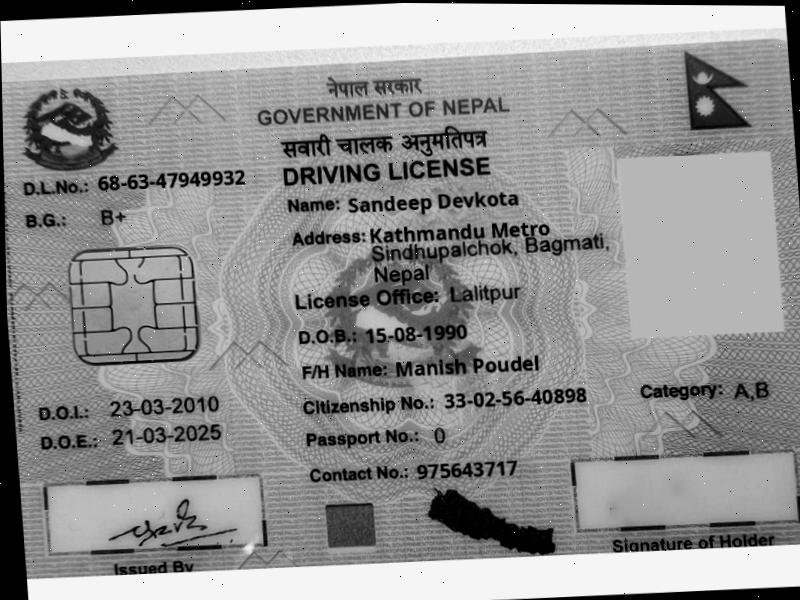 नेपाल सरकार
GOVERNMENT OF NEPAL
सवारी चालक अनुमतिपत्र
DRIVING LICENSE
D.L.No.: 68-63-47949932
B.G.: B+
Name: Sandeep Devkota
Address: Kathmandu Metro
Sindhupalchok, Bagmati,
Nepal
License Office: Lalitpur
D.O.B.: 15-08-1990
F/H Name: Manish Poudel
D.O.I.: 23-03-2010
Citizenship No.: 33-02-56-40898
Category: A,B
D.O.E.: 21-03-2025
Passport No.: 0
Contact No.: 975643717
Issued By
Signature of Holder